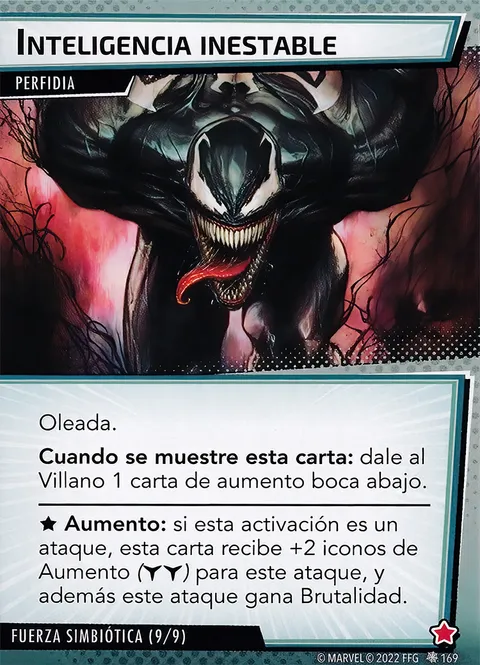 INTELIGENCIA INESTABLE
PERFIDIA
Oleada.
Cuando se muestre esta carta: dale al
Villano 1 carta de aumento boca abajo.
★ Aumento: si esta activación es un
ataque, esta carta recibe +2 iconos de
Aumento () para este ataque, y
además este ataque gana Brutalidad.
FUERZA SIMBIÓTICA (9/9)
© MARVEL © 2022 FFG 169